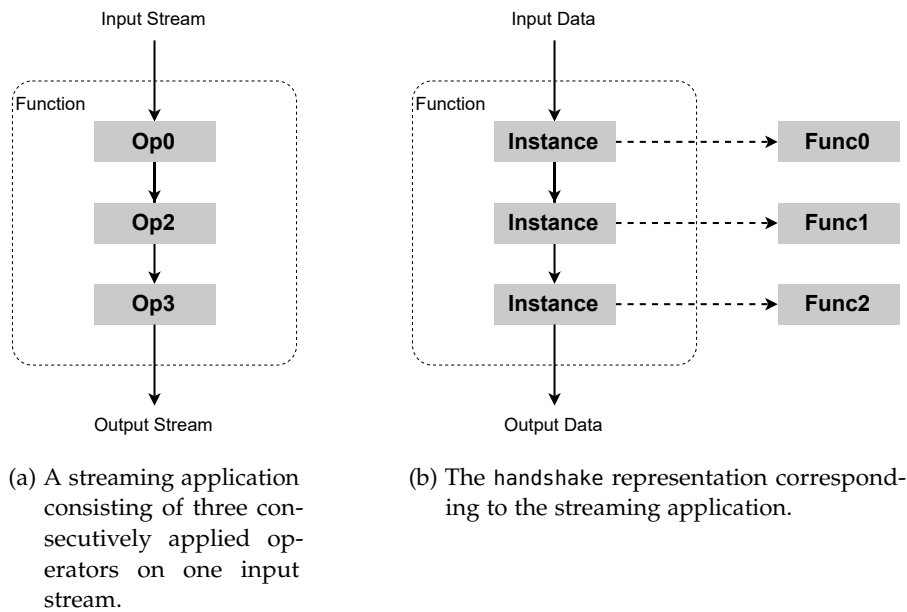 Input Stream
Function
Op0
Op2
Op3
Output Stream
(a) A streaming application
consisting of three con-
secutively applied op-
erators on one input
stream.
Input Data
Function
Instance
Func0
Instance
Func1
Instance
Func2
Output Data
(b) The handshake representation correspond-
ing to the streaming application.